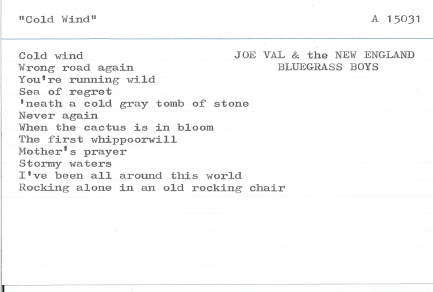 "Cold Wind" A 15031
Cold wind JOE VAL & the NEW ENGLAND
Wrong road again BLUEGRASS BOYS
You're running wild
Sea of regret
'neath a cold gray tomb of stone
Never again
When the cactus is in bloom
The first whippoorwill
Mother's prayer
Stormy waters
I've been all around this world
Rocking alone in an old rocking chair